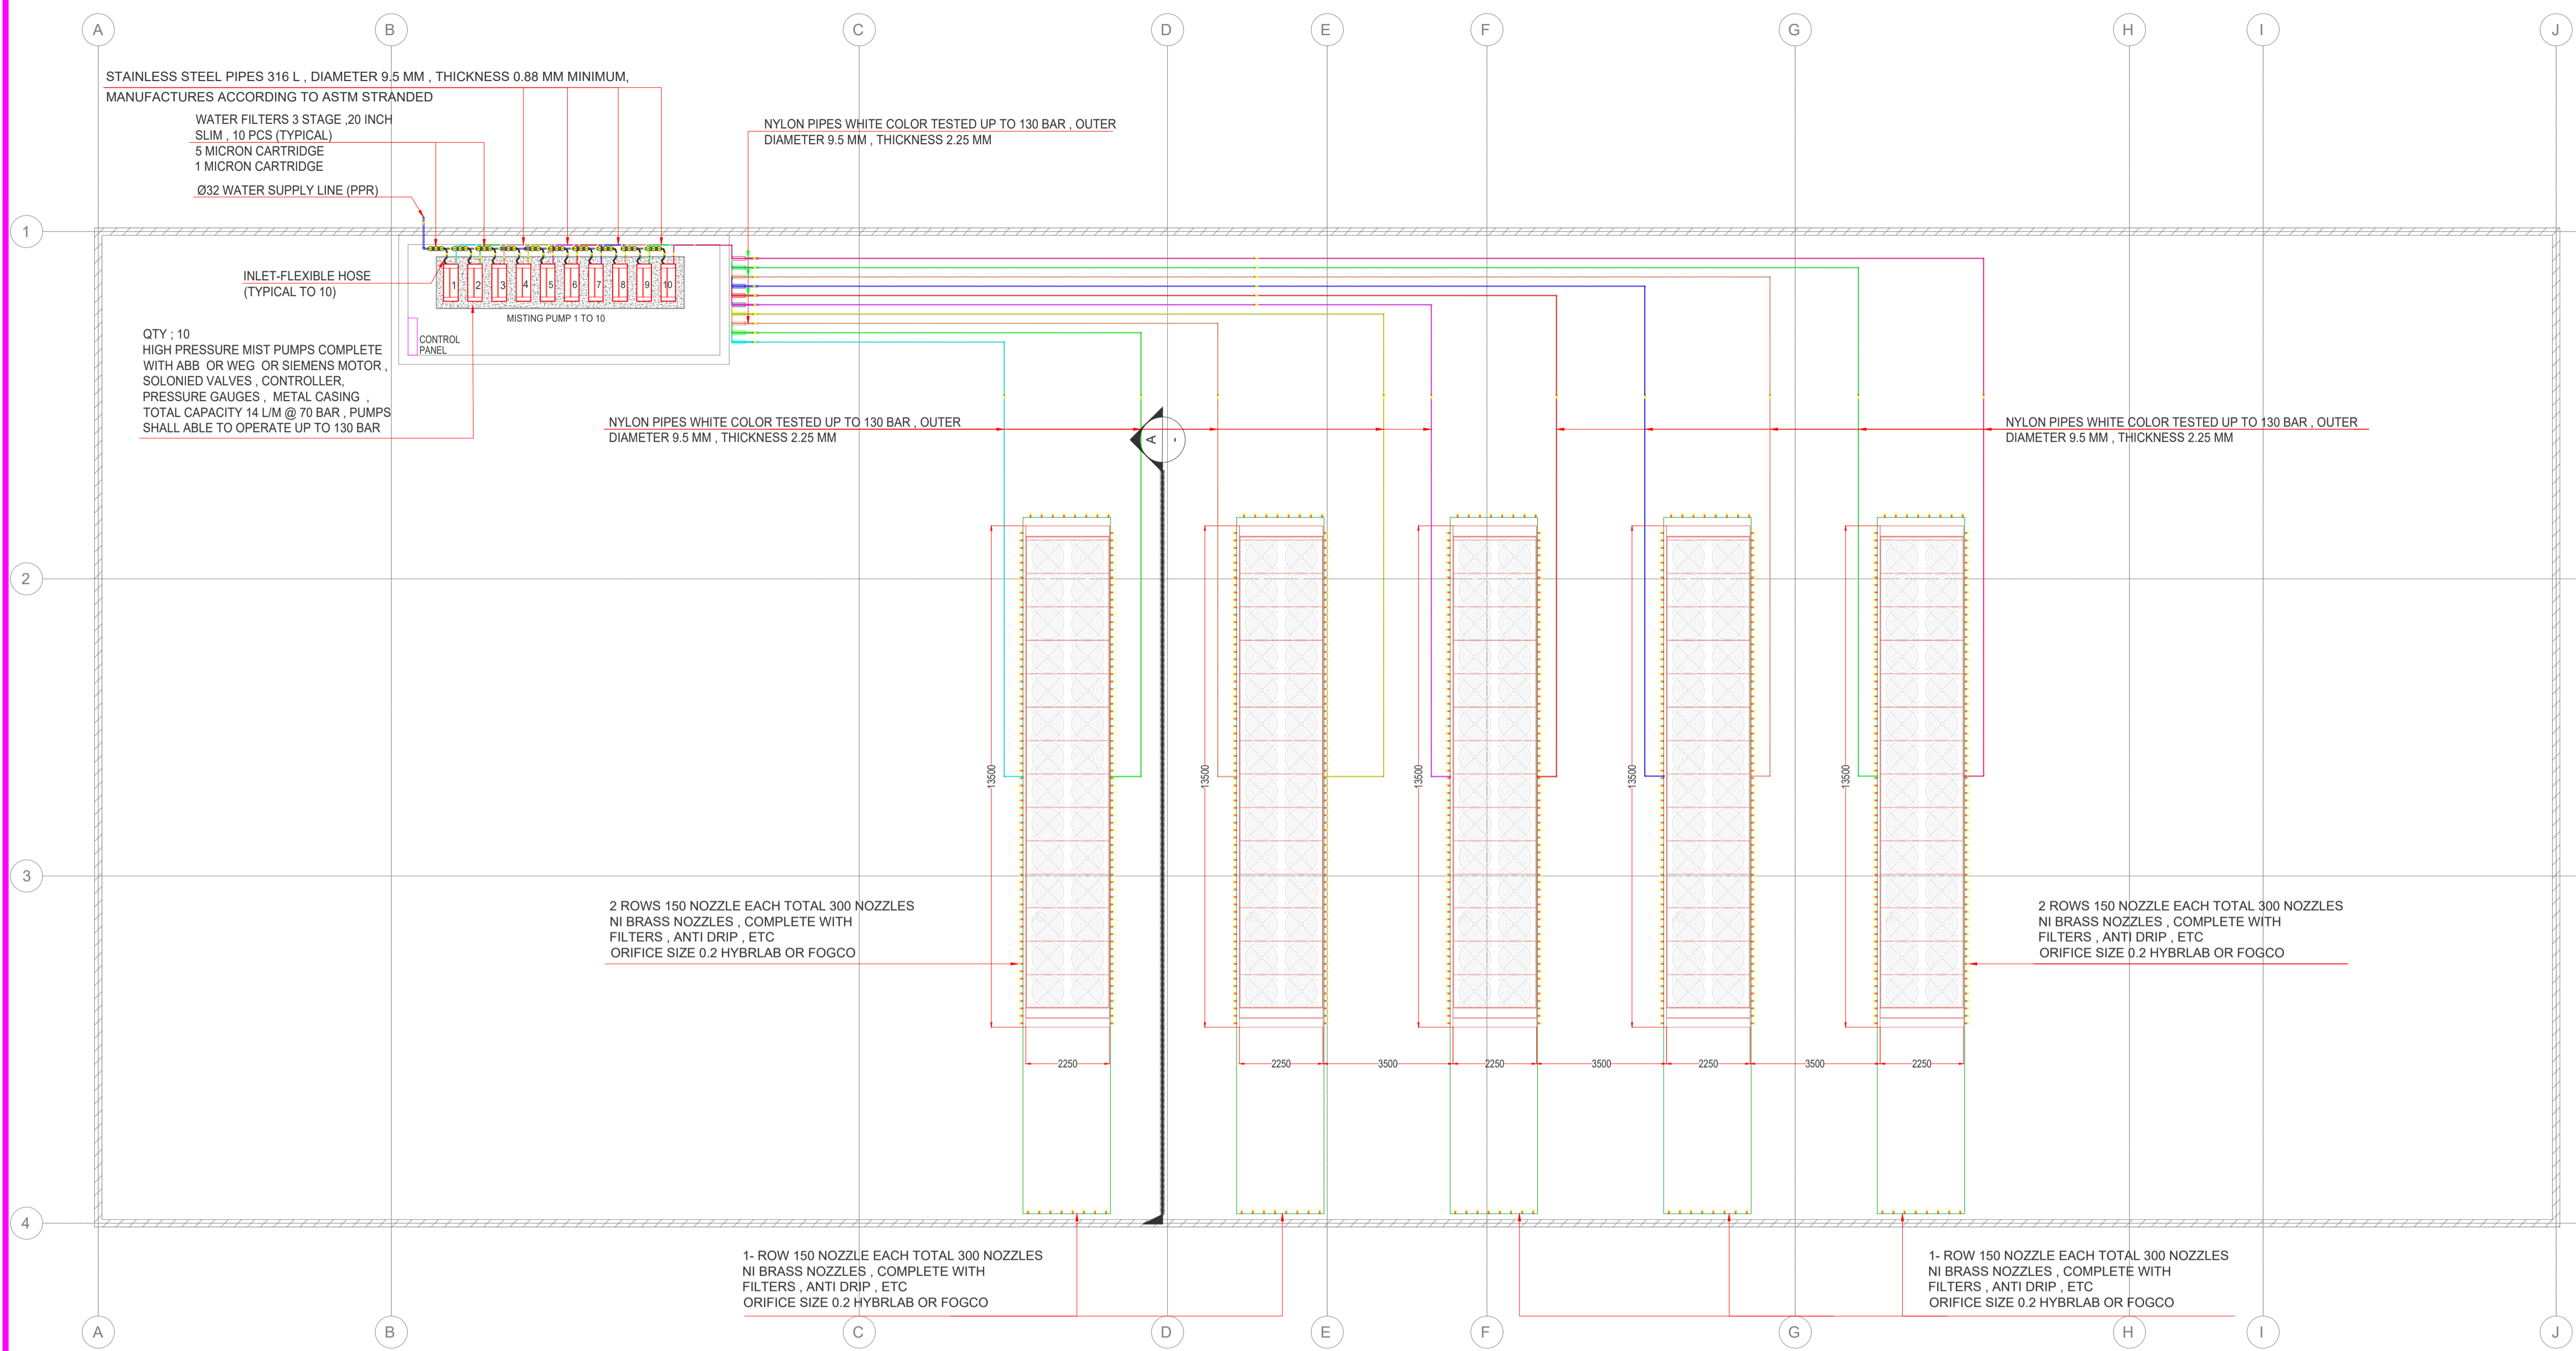 A B C D E F G H I J
STAINLESS STEEL PIPES 316 L , DIAMETER 9.5 MM , THICKNESS 0.88 MM MINIMUM,
MANUFACTURES ACCORDING TO ASTM STRANDED
WATER FILTERS 3 STAGE ,20 INCH
SLIM , 10 PCS (TYPICAL)
5 MICRON CARTRIDGE
1 MICRON CARTRIDGE
Ø32 WATER SUPPLY LINE (PPR)
NYLON PIPES WHITE COLOR TESTED UP TO 130 BAR , OUTER
DIAMETER 9.5 MM , THICKNESS 2.25 MM
1
INLET-FLEXIBLE HOSE
(TYPICAL TO 10)
1 2 3 4 5 6 7 8 9 10
MISTING PUMP 1 TO 10
CONTROL
PANEL
QTY ; 10
HIGH PRESSURE MIST PUMPS COMPLETE
WITH ABB OR WEG OR SIEMENS MOTOR ,
SOLONIED VALVES , CONTROLLER,
PRESSURE GAUGES , METAL CASING ,
TOTAL CAPACITY 14 L/M @ 70 BAR , PUMPS
SHALL ABLE TO OPERATE UP TO 130 BAR
NYLON PIPES WHITE COLOR TESTED UP TO 130 BAR , OUTER
DIAMETER 9.5 MM , THICKNESS 2.25 MM
A -
NYLON PIPES WHITE COLOR TESTED UP TO 130 BAR , OUTER
DIAMETER 9.5 MM , THICKNESS 2.25 MM
2
13500 13500 13500 13500 13500
3
2 ROWS 150 NOZZLE EACH TOTAL 300 NOZZLES
NI BRASS NOZZLES , COMPLETE WITH
FILTERS , ANTI DRIP , ETC
ORIFICE SIZE 0.2 HYBRLAB OR FOGCO
2 ROWS 150 NOZZLE EACH TOTAL 300 NOZZLES
NI BRASS NOZZLES , COMPLETE WITH
FILTERS , ANTI DRIP , ETC
ORIFICE SIZE 0.2 HYBRLAB OR FOGCO
2250 2250 3500 2250 3500 2250 3500 2250
4
1- ROW 150 NOZZLE EACH TOTAL 300 NOZZLES
NI BRASS NOZZLES , COMPLETE WITH
FILTERS , ANTI DRIP , ETC
ORIFICE SIZE 0.2 HYBRLAB OR FOGCO
1- ROW 150 NOZZLE EACH TOTAL 300 NOZZLES
NI BRASS NOZZLES , COMPLETE WITH
FILTERS , ANTI DRIP , ETC
ORIFICE SIZE 0.2 HYBRLAB OR FOGCO
A B C D E F G H I J